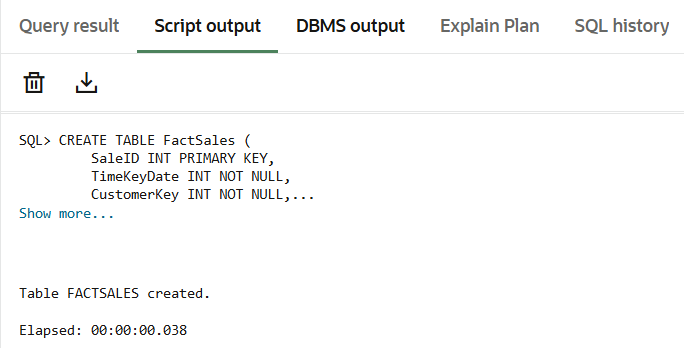 Query result Script output DBMS output Explain Plan SQL history
SQL> CREATE TABLE FactSales (
SaleID INT PRIMARY KEY,
TimeKeyDate INT NOT NULL,
CustomerKey INT NOT NULL,...
Show more...
Table FACTSALES created.
Elapsed: 00:00:00.038